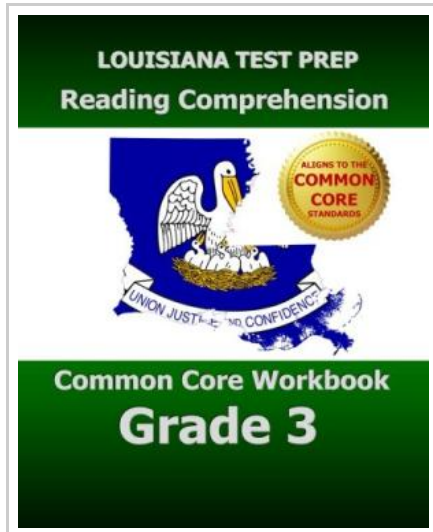 LOUISIANA TEST PREP
Reading Comprehension
ALIGNS TO THE
COMMON
CORE
STANDARDS
UNION JUSTICE AND CONFIDENCE
Common Core Workbook
Grade 3